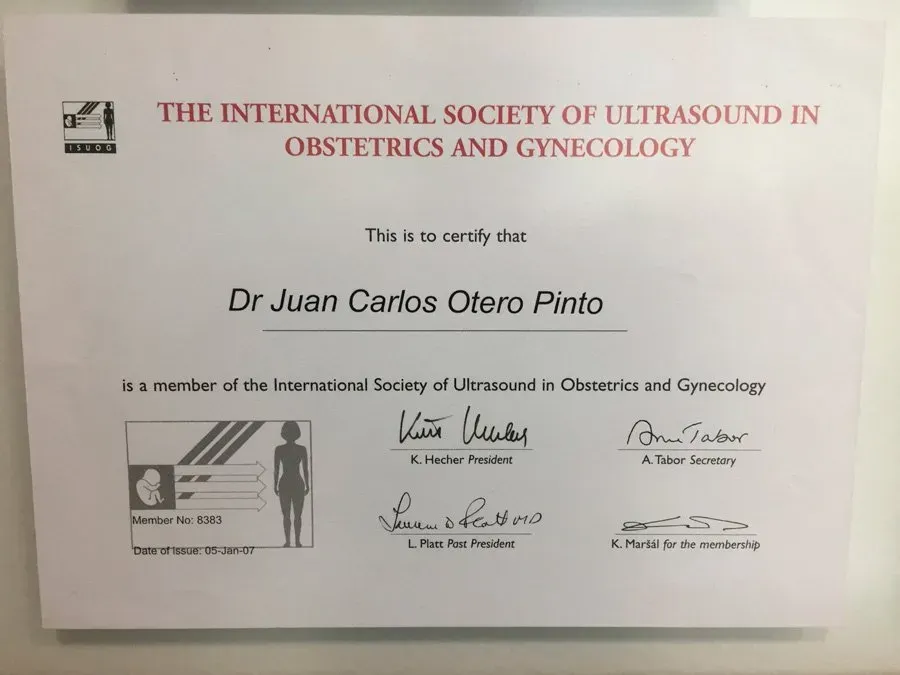 ISUOG
THE INTERNATIONAL SOCIETY OF ULTRASOUND IN
OBSTETRICS AND GYNECOLOGY
This is to certify that
Dr Juan Carlos Otero Pinto
is a member of the International Society of Ultrasound in Obstetrics and Gynecology
K. Hecher President
A. Tabor Secretary
L. Platt Past President
K. Maršál for the membership
Member No: 8383
Date of Issue: 05-Jan-07